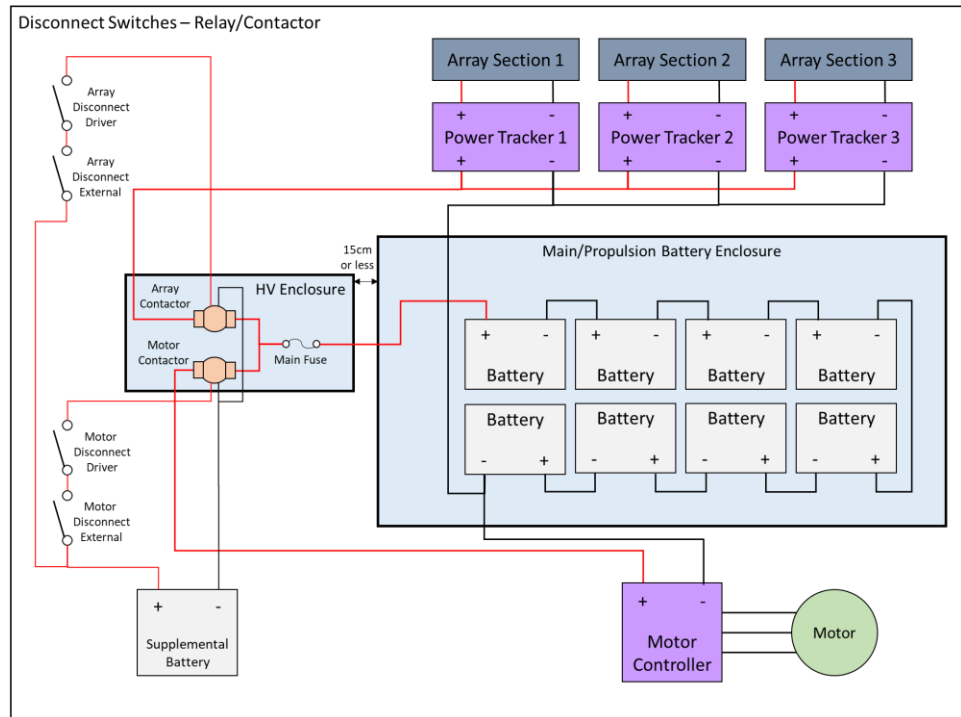 Disconnect Switches – Relay/Contactor
Array Section 1
Array Section 2
Array Section 3
+ -
Power Tracker 1
+ -
+ -
Power Tracker 2
+ -
+ -
Power Tracker 3
+ -
Array
Disconnect
Driver
Array
Disconnect
External
15cm
or less
Main/Propulsion Battery Enclosure
HV Enclosure
Array
Contactor
Motor
Contactor
Main Fuse
+ -
Battery
+ -
Battery
+ -
Battery
+ -
Battery
Battery
- +
Battery
- +
Battery
- +
Battery
- +
Motor
Disconnect
Driver
Motor
Disconnect
External
+ -
Supplemental
Battery
+ -
Motor
Controller
Motor